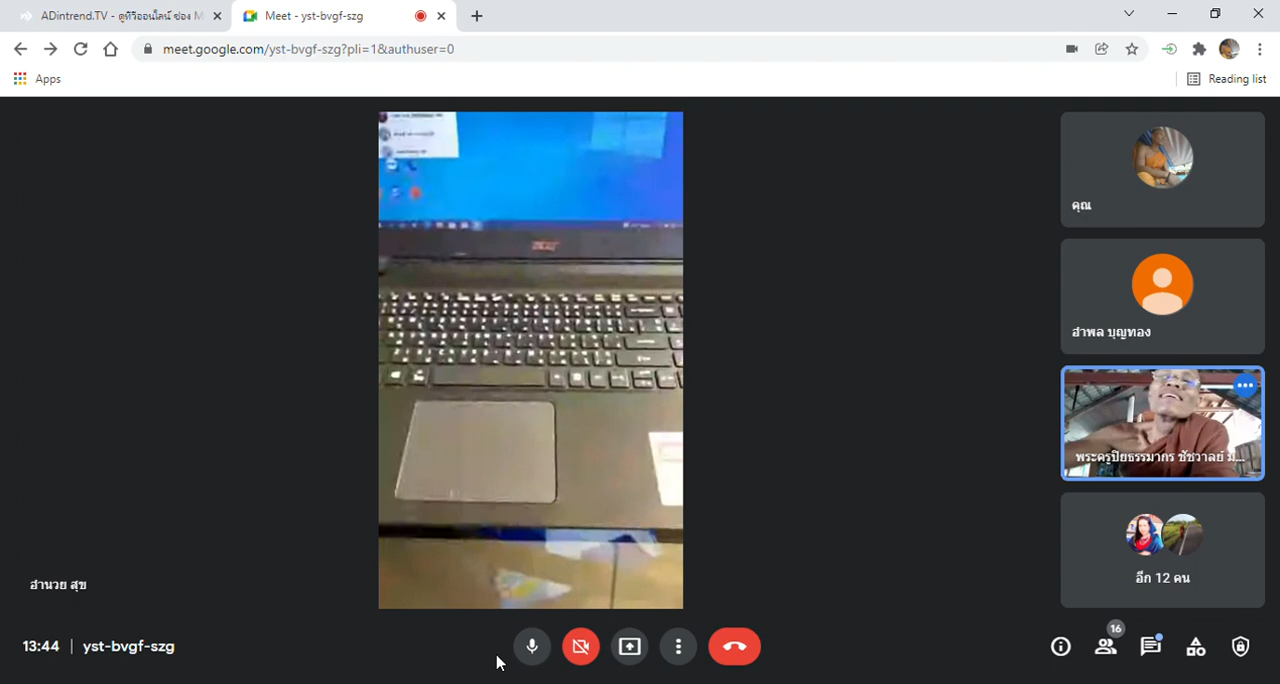 ADintrend.TV - ดูทีวีออนไลน์ ช่อง M
Meet - yst-bvgf-szg
meet.google.com/yst-bvgf-szg?pli=1&authuser=0
Apps
Reading list
acer
คุณ
อำพล บุญทอง
พระครูปิยธรรมากร ชัชวาลย์ ม...
อีก 12 คน
อำนวย สุข
13:44 | yst-bvgf-szg
16